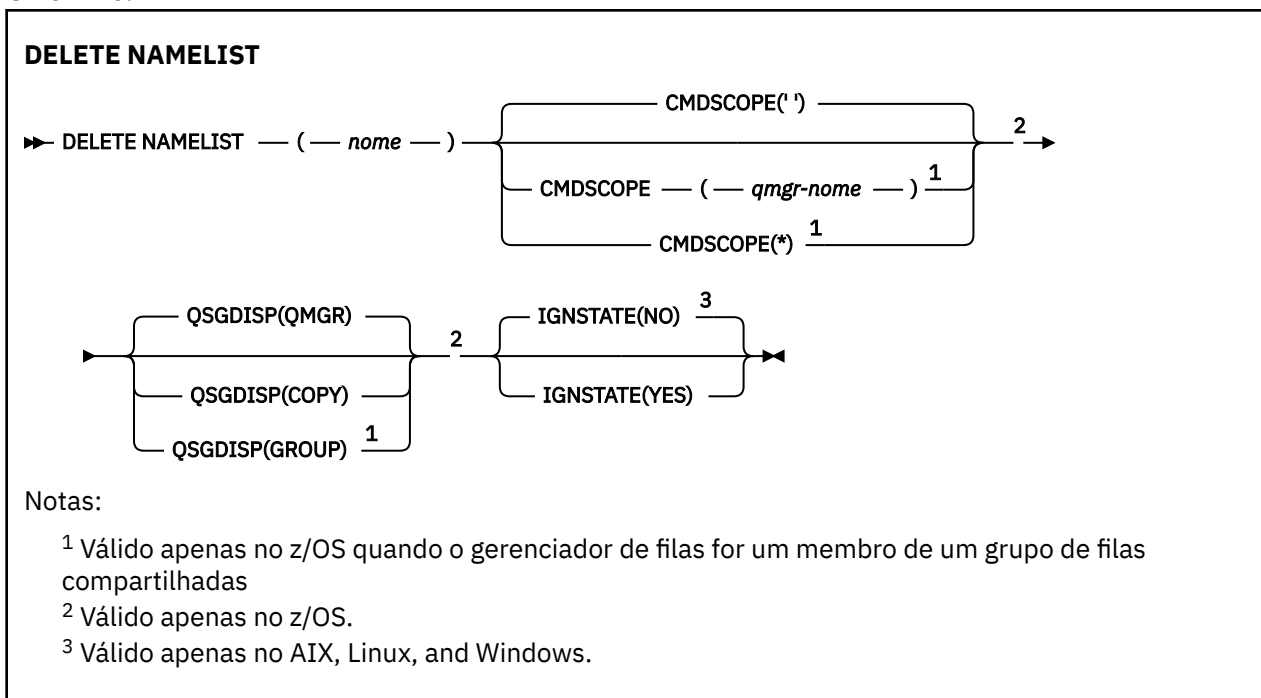 DELETE NAMELIST
CMDSCOPE(' ')
DELETE NAMELIST ( nome ) 2
CMDSCOPE ( qmgr-nome ) 1
CMDSCOPE(*) 1
QSGDISP(QMGR) 2 IGNSTATE(NO) 3
QSGDISP(COPY) IGNSTATE(YES)
QSGDISP(GROUP) 1
Notas:
1 Válido apenas no z/OS quando o gerenciador de filas for um membro de um grupo de filas
compartilhadas
2 Válido apenas no z/OS.
3 Válido apenas no AIX, Linux, and Windows.